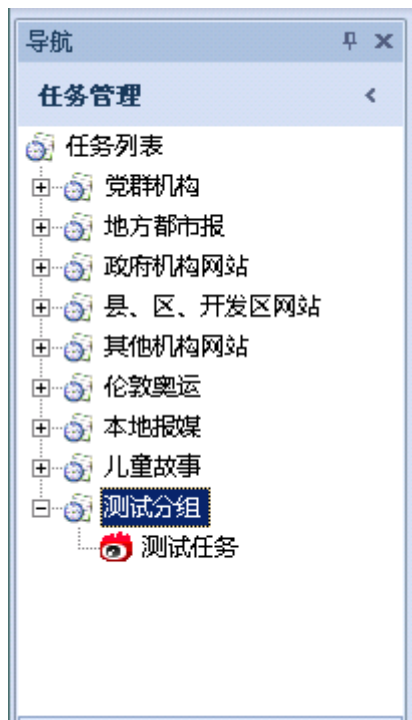 导航
任务管理
任务列表
党群机构
地方都市报
政府机构网站
县、区、开发区网站
其他机构网站
伦敦奥运
本地报媒
儿童故事
测试分组
测试任务